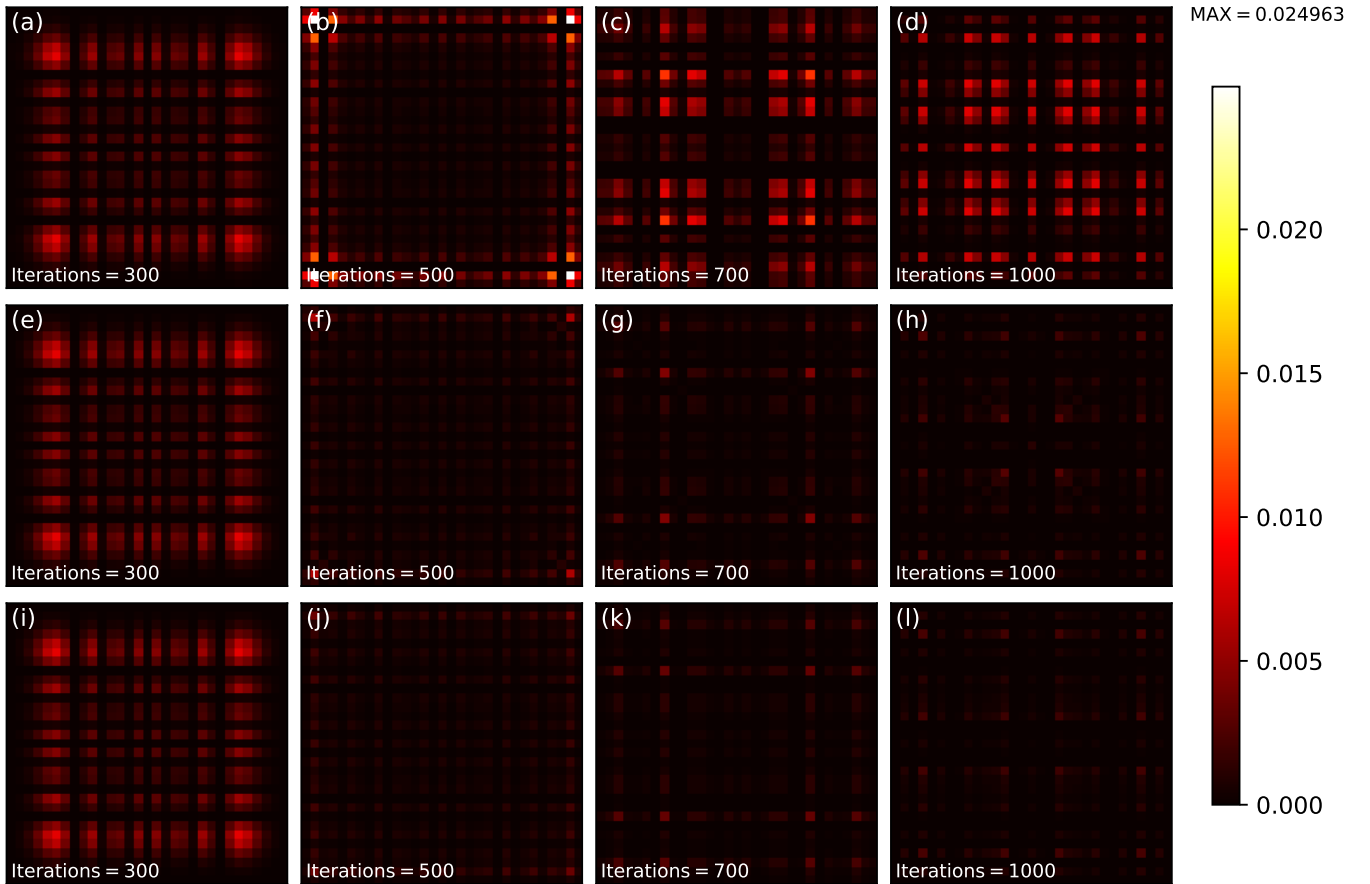 (a)
(b)
(c)
(d)
MAX = 0.024963
Iterations = 300
Iterations = 500
Iterations = 700
Iterations = 1000
(e)
(f)
(g)
(h)
Iterations = 300
Iterations = 500
Iterations = 700
Iterations = 1000
(i)
(j)
(k)
(l)
Iterations = 300
Iterations = 500
Iterations = 700
Iterations = 1000
0.020
0.015
0.010
0.005
0.000